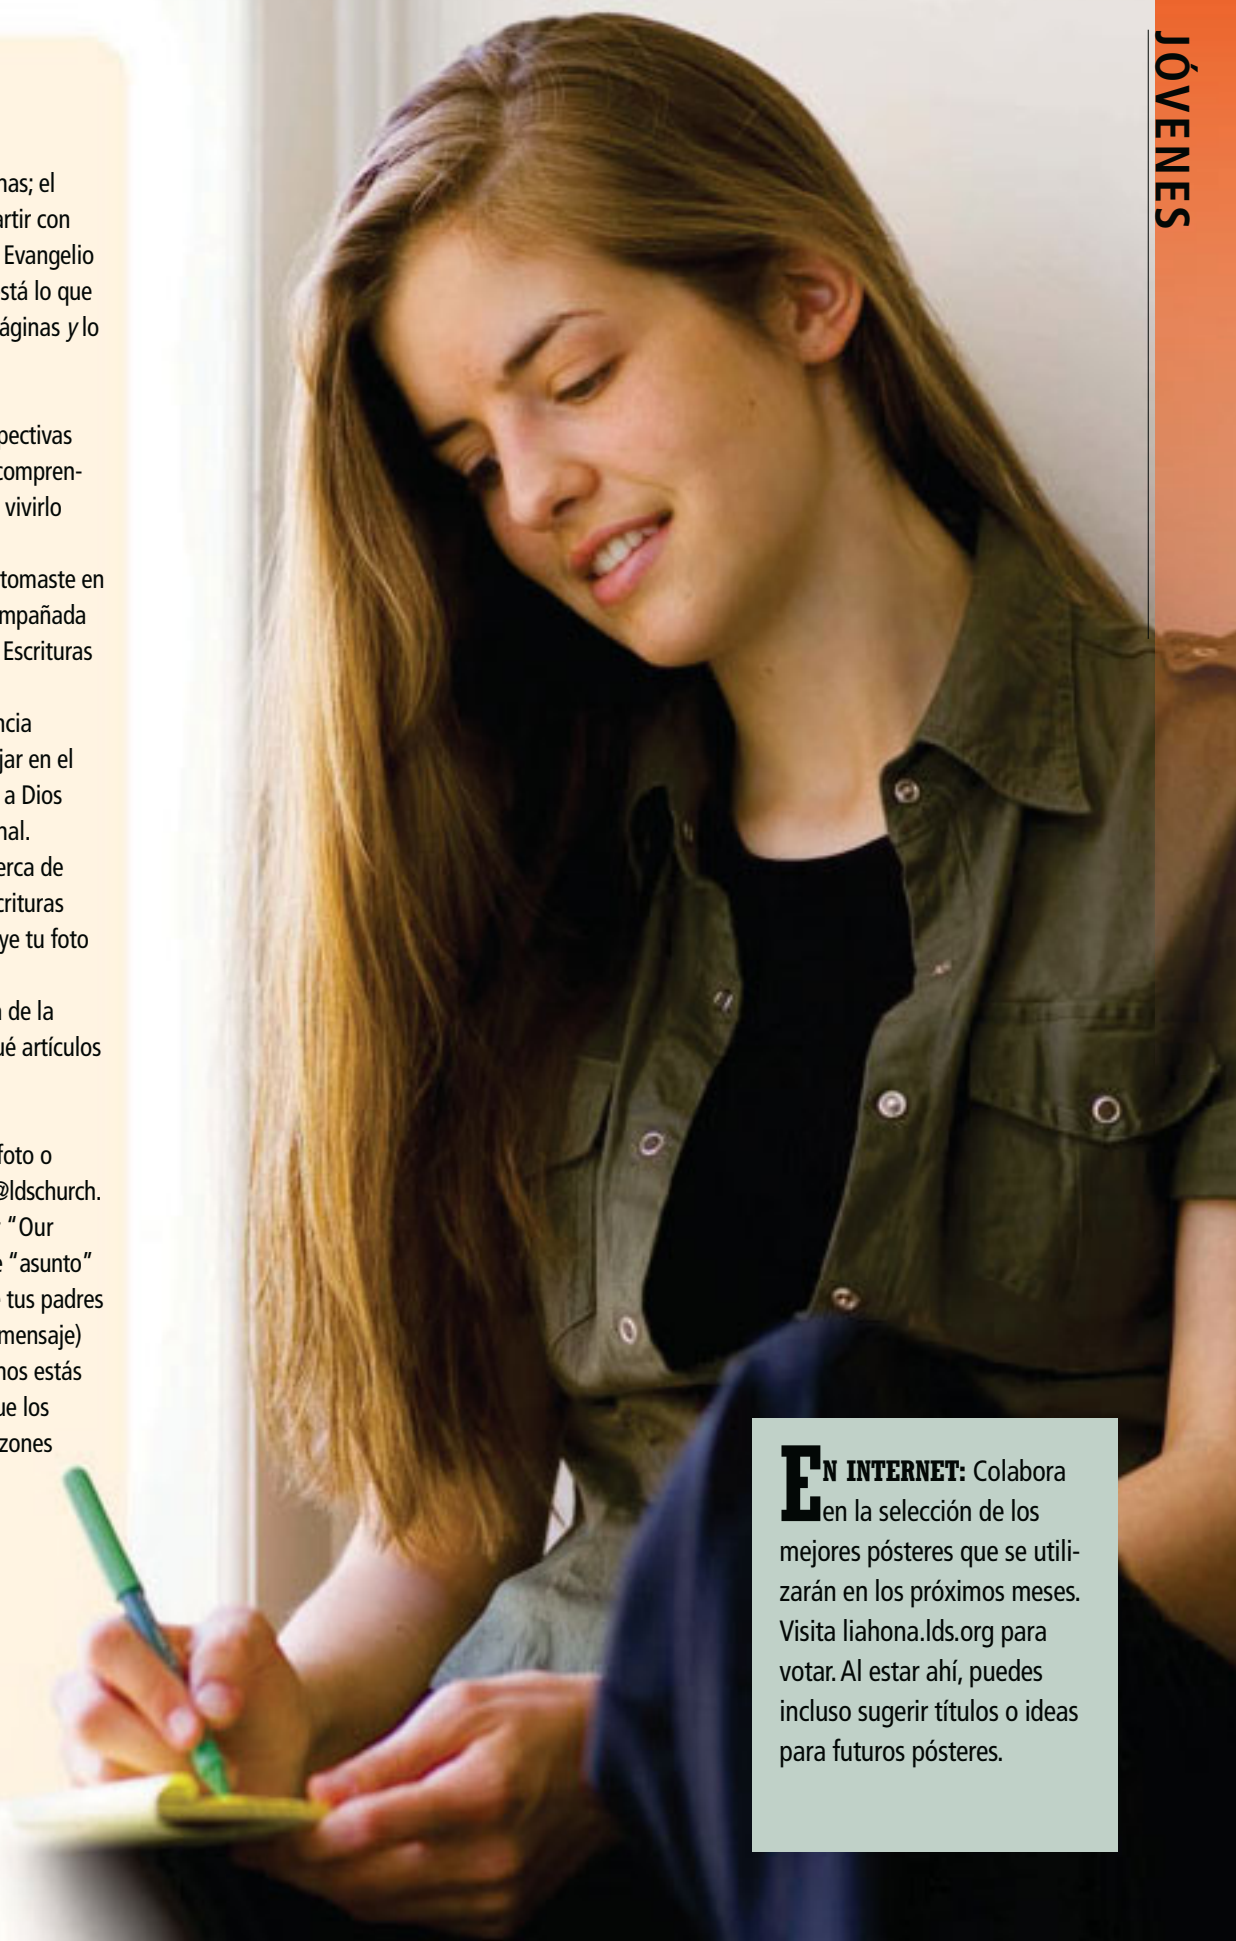 JÓVENES
nas; el
artir con
Evangelio
stá lo que
áginas y lo
pectivas
compren-
vivirlo
tomaste en
mpañada
Escrituras
ncia
jar en el
a Dios
nal.
erca de
crituras
ye tu foto
de la
ué artículos
foto o
@ldschurch.
"Our
e "asunto"
tus padres
mensaje)
nos estás
ue los
zones
EN INTERNET: Colabora
en la selección de los
mejores pósteres que se utili-
zarán en los próximos meses.
Visita liahona.lds.org para
votar. Al estar ahí, puedes
incluso sugerir títulos o ideas
para futuros pósteres.